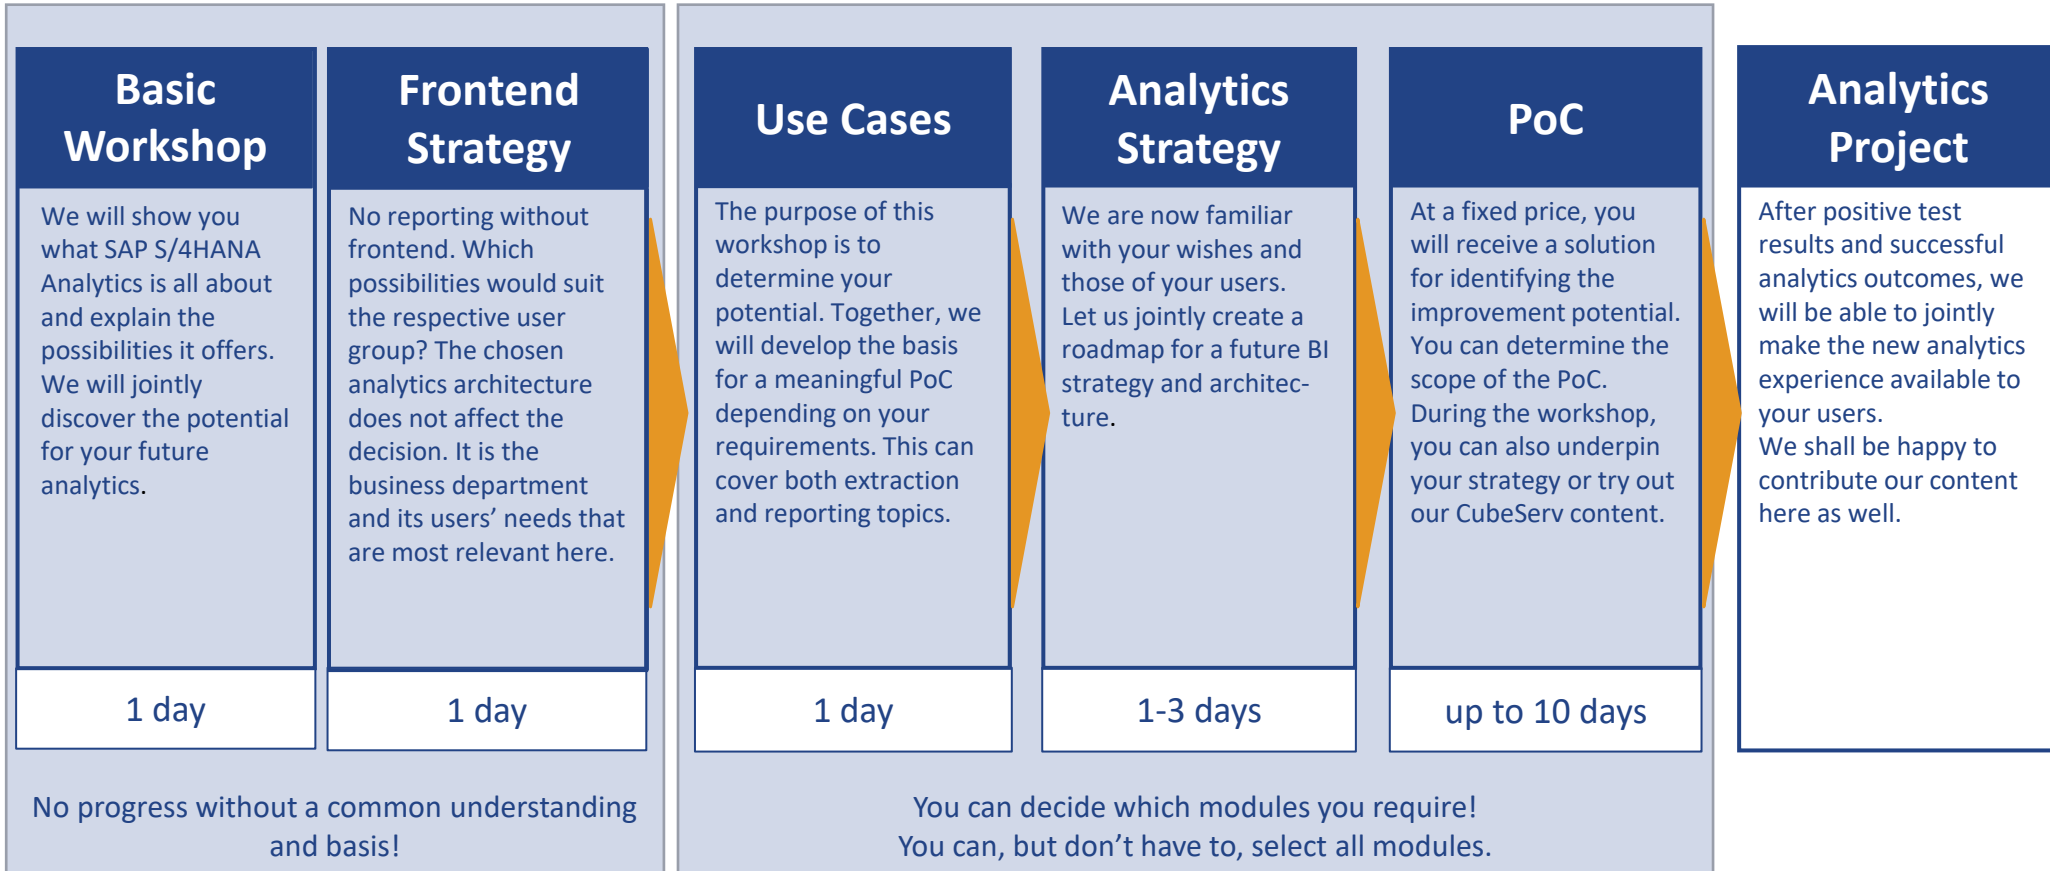 Basic
Workshop
We will show you
what SAP S/4HANA
Analytics is all about
and explain the
possibilities it offers.
We will jointly
discover the potential
for your future
analytics.
1 day
Frontend
Strategy
No reporting without
frontend. Which
possibilities would suit
the respective user
group? The chosen
analytics architecture
does not affect the
decision. It is the
business department
and its users’ needs that
are most relevant here.
1 day
No progress without a common understanding
and basis!
Use Cases
The purpose of this
workshop is to
determine your
potential. Together, we
will develop the basis
for a meaningful PoC
depending on your
requirements. This can
cover both extraction
and reporting topics.
1 day
Analytics
Strategy
We are now familiar
with your wishes and
those of your users.
Let us jointly create a
roadmap for a future BI
strategy and architec-
ture.
1-3 days
PoC
At a fixed price, you
will receive a solution
for identifying the
improvement potential.
You can determine the
scope of the PoC.
During the workshop,
you can also underpin
your strategy or try out
our CubeServ content.
up to 10 days
You can decide which modules you require!
You can, but don’t have to, select all modules.
Analytics
Project
After positive test
results and successful
analytics outcomes, we
will be able to jointly
make the new analytics
experience available to
your users.
We shall be happy to
contribute our content
here as well.